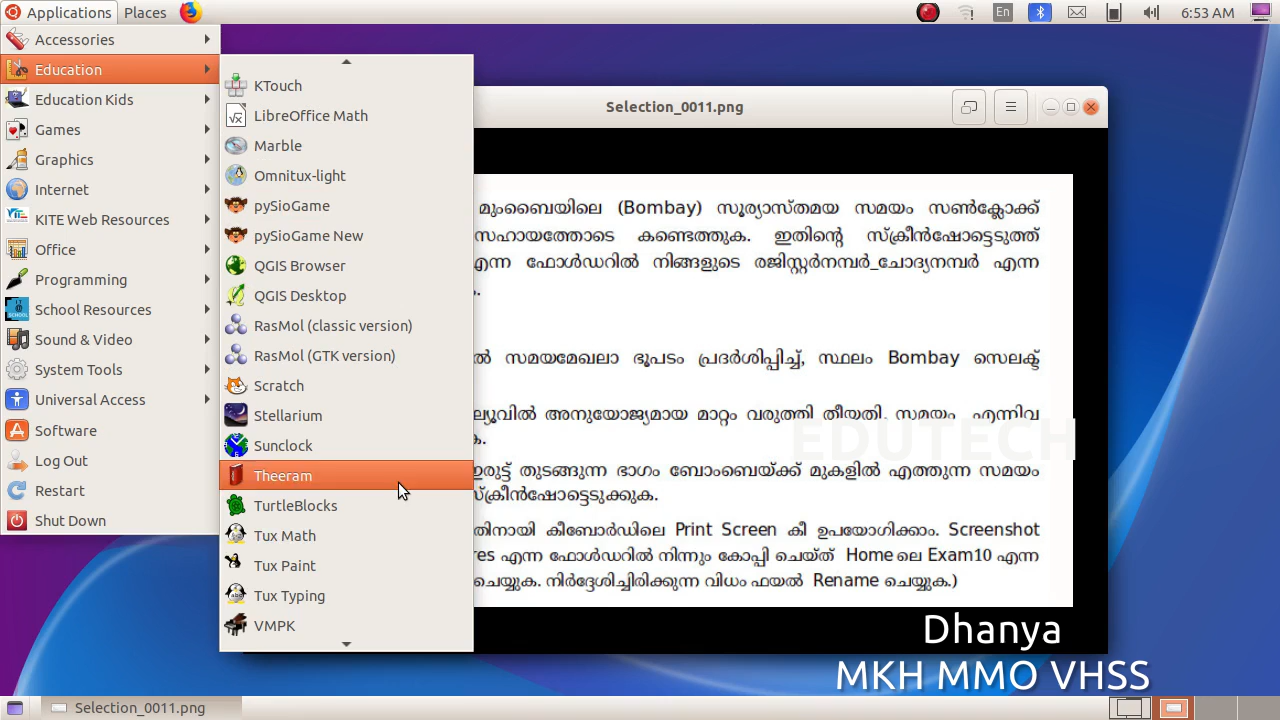 Applications Places
En
6:53 AM
Accessories
Education
Education Kids
Games
Graphics
Internet
KITE Web Resources
Office
Programming
School Resources
Sound & Video
System Tools
Universal Access
Software
Log Out
Restart
Shut Down
KTouch
LibreOffice Math
Marble
Omnitux-light
pySioGame
pySioGame New
QGIS Browser
QGIS Desktop
RasMol (classic version)
RasMol (GTK version)
Scratch
Stellarium
Sunclock
Theeram
TurtleBlocks
Tux Math
Tux Paint
Tux Typing
VMPK
Selection_0011.png
മുംബൈയിലെ (Bombay) സൂര്യാസ്തമയ സമയം സൺക്ലോക്ക്
സഹായത്തോടെ കണ്ടെത്തുക. ഇതിന്റെ സ്ക്രീൻഷോട്ടെടുത്ത്
എന്ന ഫോൾഡറിൽ നിങ്ങളുടെ രജിസ്റ്റർനമ്പർ_ചോദ്യനമ്പർ എന്ന
സമയമേഖലാ ഭൂപടം പ്രദർശിപ്പിച്ച്, സ്ഥലം Bombay സെലക്ട്
അനുയോജ്യമായ മാറ്റം വരുത്തി തീയതി, സമയം എന്നിവ
ഇരുട്ട് തുടങ്ങുന്ന ഭാഗം ബോംബെയ്ക്ക് മുകളിൽ എത്തുന്ന സമയം
സ്ക്രീൻഷോട്ടെടുക്കുക.
കീബോർഡിലെ Print Screen കീ ഉപയോഗിക്കാം. Screenshot
എന്ന ഫോൾഡറിൽ നിന്നും കോപ്പി ചെയ്ത് Home ലെ Exam10 എന്ന
ചെയ്യുക. നിർദ്ദേശിച്ചിരിക്കുന്ന വിധം ഫയൽ Rename ചെയ്യുക.)
EDUTECH
Dhanya
MKH MMO VHSS
Selection_0011.png